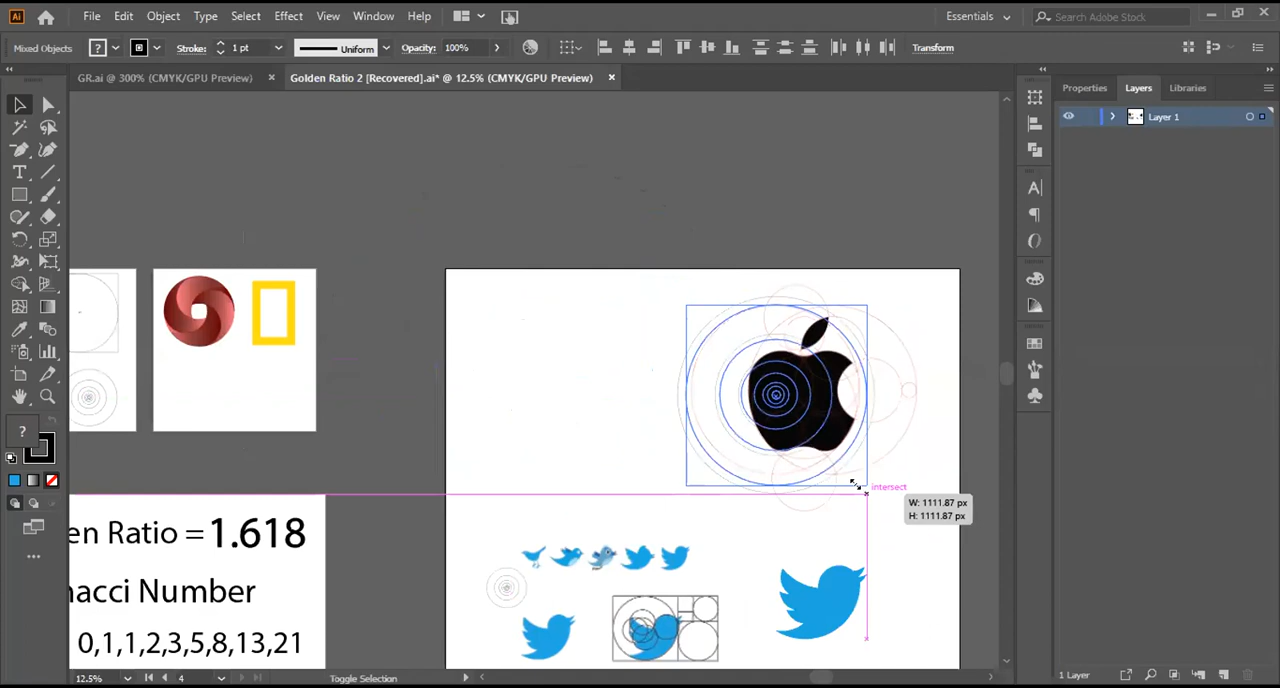 Ai File Edit Object Type Select Effect View Window Help Essentials Search Adobe Stock
Mixed Objects ? Stroke: 1 pt Uniform Opacity: 100% Transform
GR.ai @ 300% (CMYK/GPU Preview) × Golden Ratio 2 [Recovered].ai* @ 12.5% (CMYK/GPU Preview) ×
Properties Layers Libraries
Layer 1
?
intersect
W: 1111.87 px
H: 1111.87 px
en Ratio = 1.618
nacci Number
0,1,1,2,3,5,8,13,21
12.5% 4 Toggle Selection
1 Layer